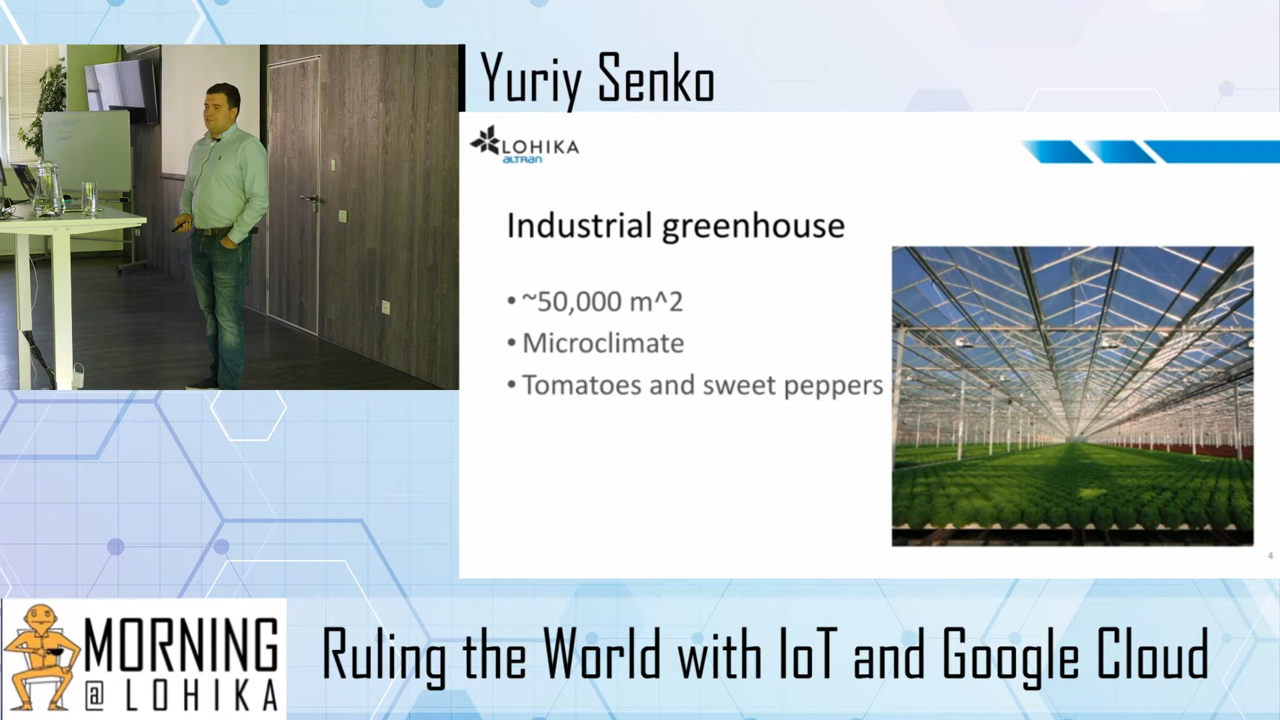 Yuriy Senko
LOHIKA
altran
Industrial greenhouse
• ~50,000 m^2
• Microclimate
• Tomatoes and sweet peppers
4
MORNING
@ LOHIKA
Ruling the World with IoT and Google Cloud